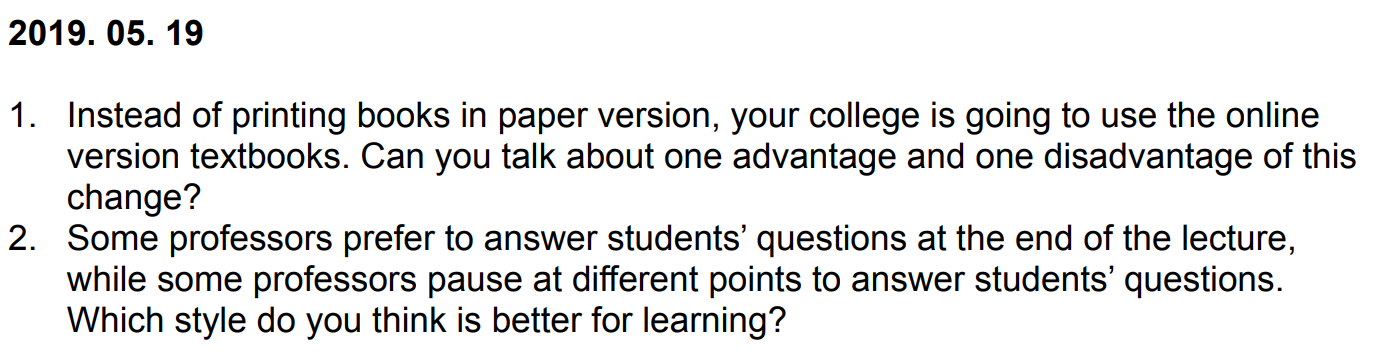 2019. 05. 19
1. Instead of printing books in paper version, your college is going to use the online
version textbooks. Can you talk about one advantage and one disadvantage of this
change?
2. Some professors prefer to answer students’ questions at the end of the lecture,
while some professors pause at different points to answer students’ questions.
Which style do you think is better for learning?